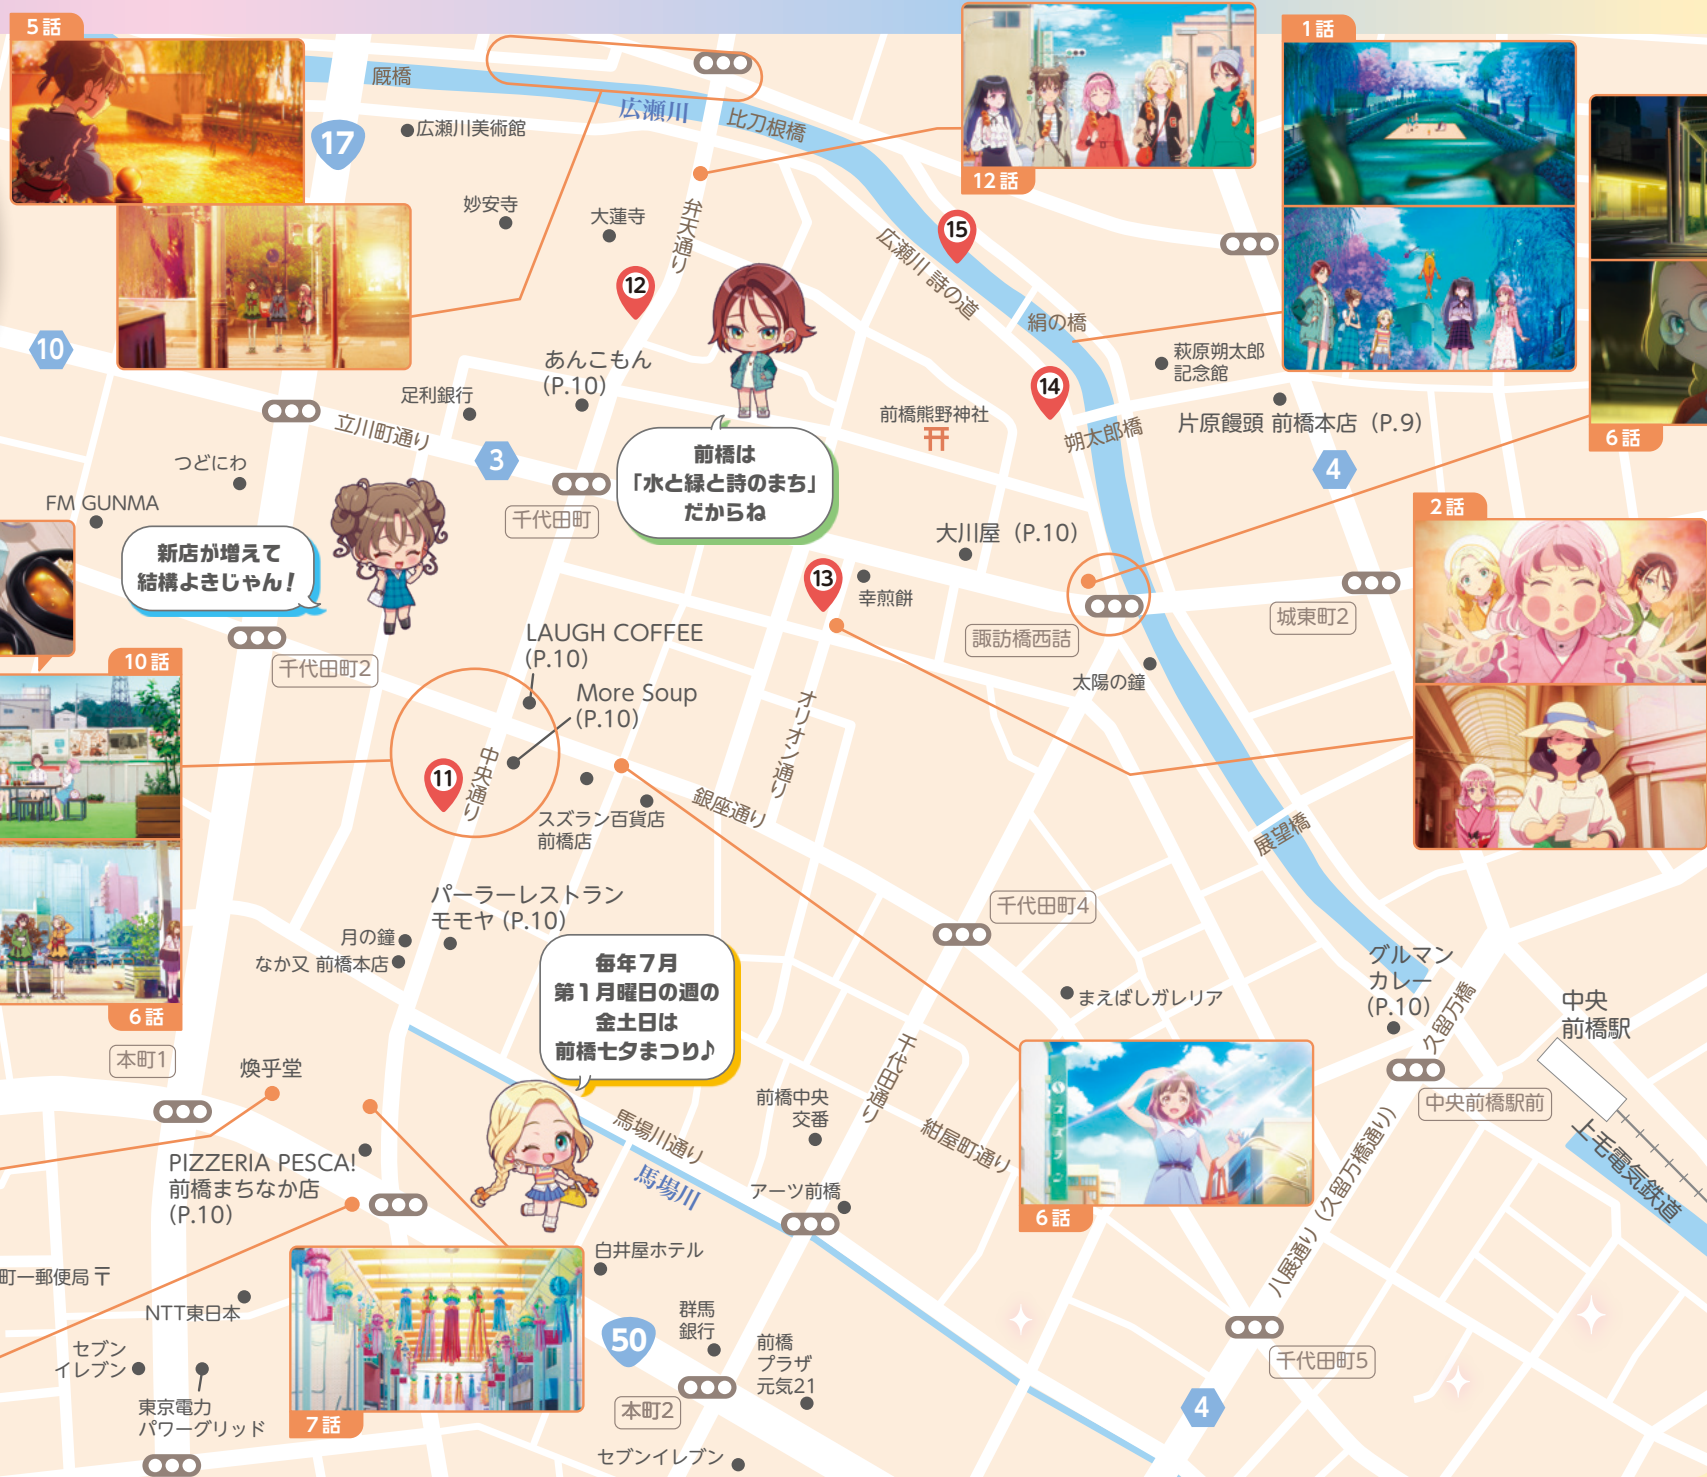 5話
厩橋
広瀬川
比刀根橋
17
広瀬川美術館
12話
1話
妙安寺
大蓮寺
弁天通り
広瀬川 詩の道
15
12
10
絹の橋
あんこもん
(P.10)
足利銀行
立川町通り
萩原朔太郎
記念館
14
前橋熊野神社
朔太郎橋
片原饅頭 前橋本店 (P.9)
6話
前橋は
「水と緑と詩のまち」
だからね
3
4
つどにわ
FM GUNMA
千代田町
2話
新店が増えて
結構よきじゃん!
大川屋 (P.10)
13
幸煎餅
諏訪橋西詰
城東町2
LAUGH COFFEE
(P.10)
千代田町2
10話
More Soup
(P.10)
太陽の鐘
オリオン通り
中央通り
11
銀座通り
スズラン百貨店
前橋店
展望橋
パーラーレストラン
モモヤ (P.10)
千代田町4
月の鐘
なか又 前橋本店
毎年7月
第1月曜日の週の
金土日は
前橋七夕まつり♪
グルマン
カレー
(P.10)
久留万橋
中央
前橋駅
まえばしガレリア
6話
本町1
煥乎堂
千代田通り
前橋中央
交番
中央前橋駅前
馬場川通り
紺屋町通り
上毛電気鉄道
スズラン
PIZZERIA PESCA!
前橋まちなか店
(P.10)
馬場川
アーツ前橋
6話
八展通り (久留万橋通り)
白井屋ホテル
町一郵便局〒
NTT東日本
群馬
銀行
50
前橋
プラザ
元気21
セブン
イレブン
千代田町5
東京電力
パワーグリッド
7話
本町2
4
セブンイレブン